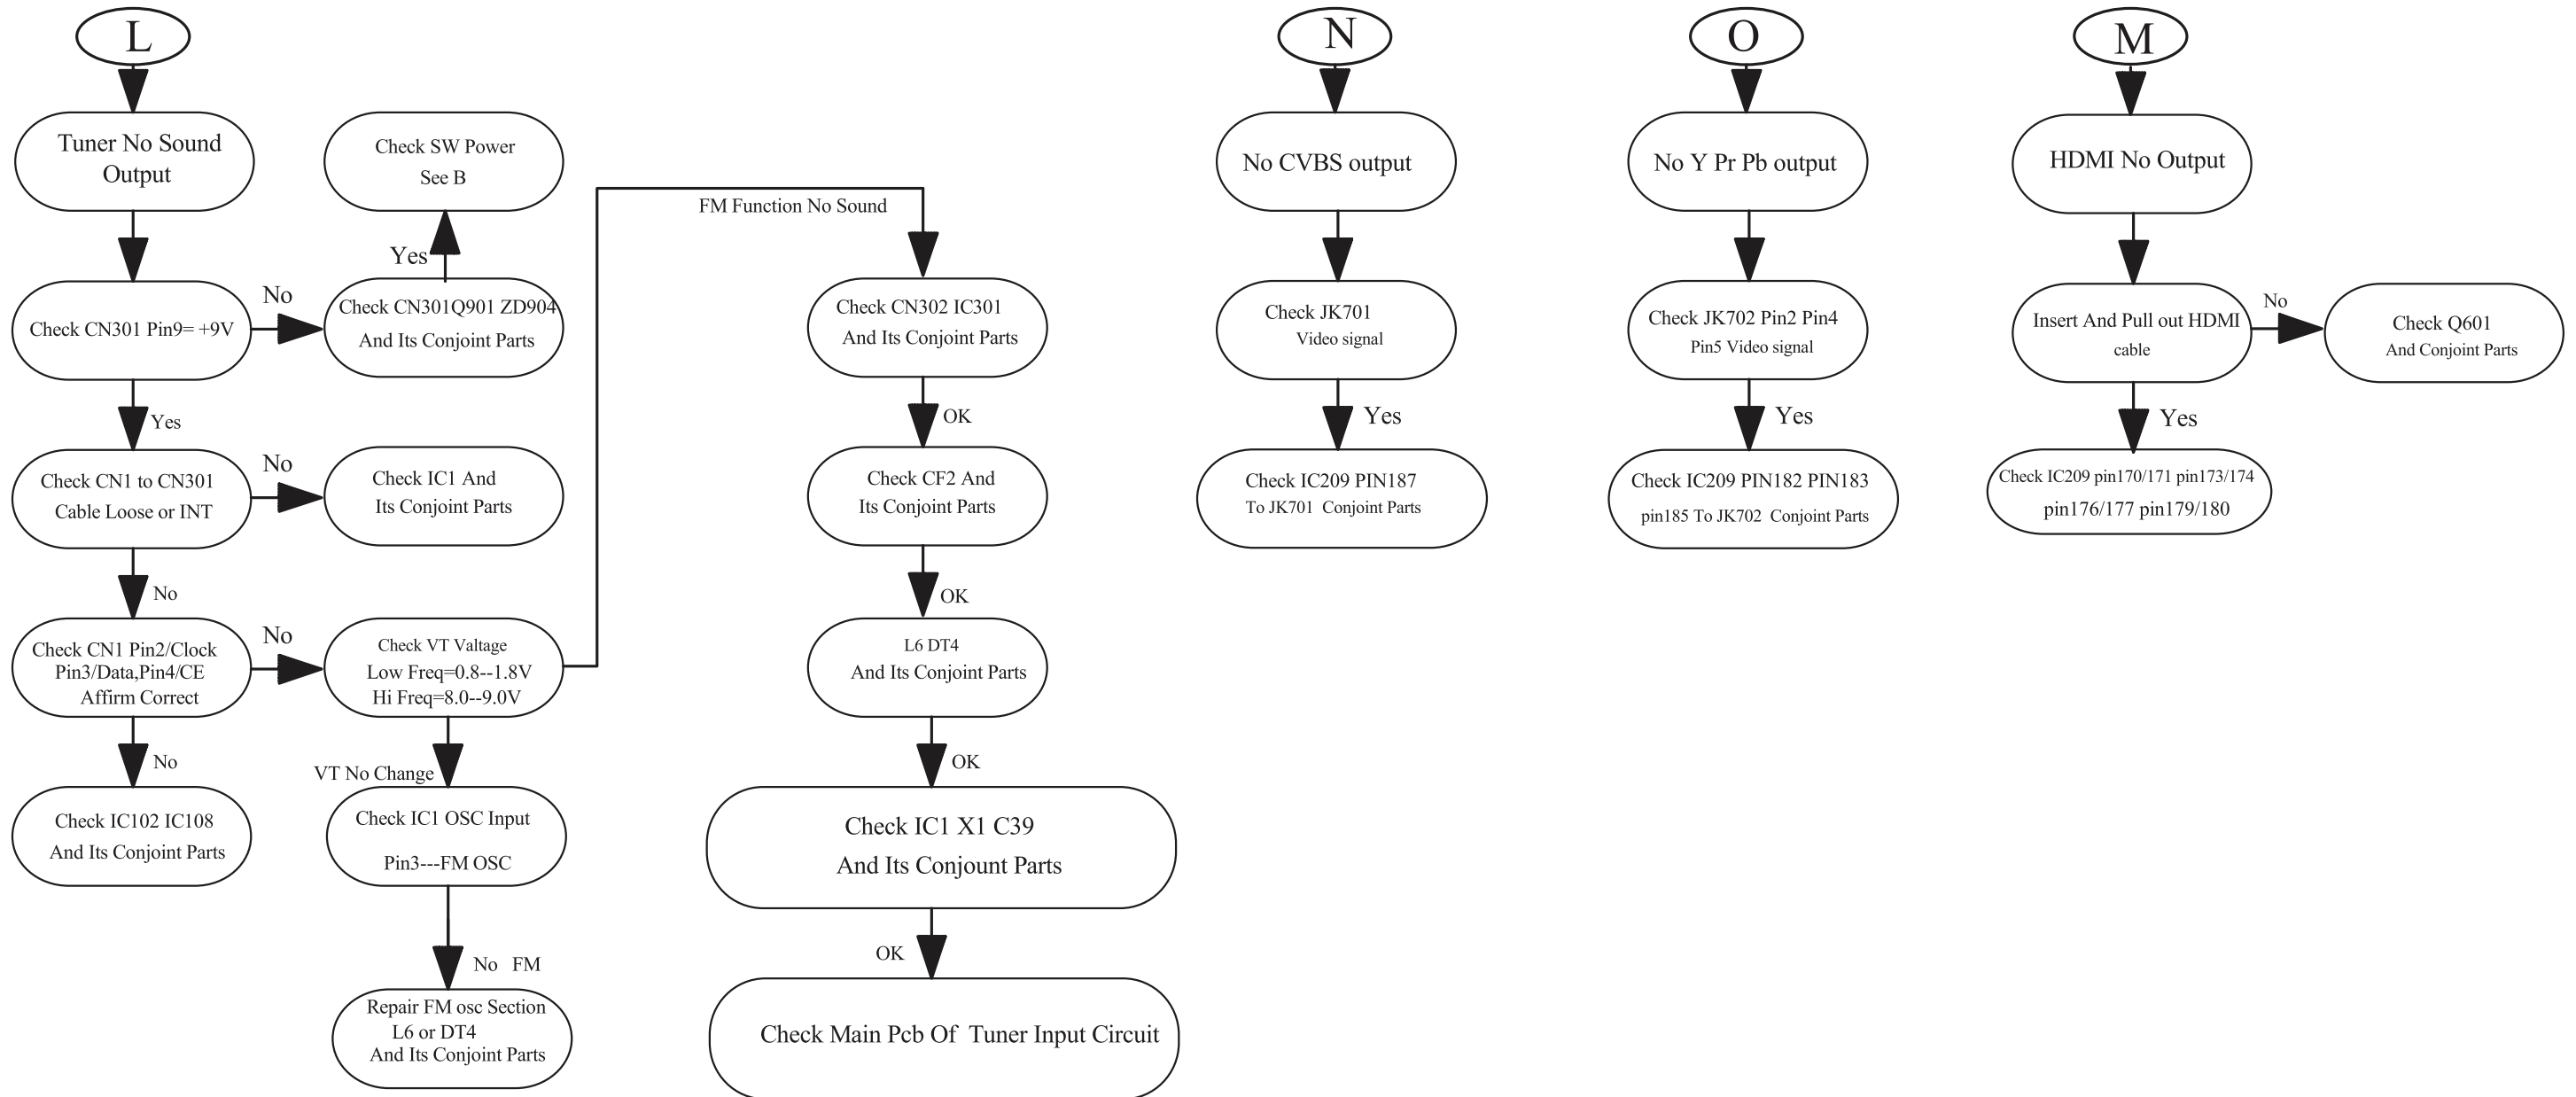 L
Tuner No Sound
Output
Check CN301 Pin9= +9V
No
Check CN301Q901 ZD904
And Its Conjoint Parts
Yes
Check SW Power
See B
Yes
Check CN1 to CN301
Cable Loose or INT
No
Check IC1 And
Its Conjoint Parts
No
Check CN1 Pin2/Clock
Pin3/Data,Pin4/CE
Affirm Correct
No
Check VT Valtage
Low Freq=0.8--1.8V
Hi Freq=8.0--9.0V
No
Check IC102 IC108
And Its Conjoint Parts
VT No Change
Check IC1 OSC Input
Pin3---FM OSC
No FM
Repair FM osc Section
L6 or DT4
And Its Conjoint Parts
FM Function No Sound
Check CN302 IC301
And Its Conjoint Parts
OK
Check CF2 And
Its Conjoint Parts
OK
L6 DT4
And Its Conjoint Parts
OK
Check IC1 X1 C39
And Its Conjount Parts
OK
Check Main Pcb Of Tuner Input Circuit
N
No CVBS output
Check JK701
Video signal
Yes
Check IC209 PIN187
To JK701 Conjoint Parts
O
No Y Pr Pb output
Check JK702 Pin2 Pin4
Pin5 Video signal
Yes
Check IC209 PIN182 PIN183
pin185 To JK702 Conjoint Parts
M
HDMI No Output
Insert And Pull out HDMI
cable
No
Check Q601
And Conjoint Parts
Yes
Check IC209 pin170/171 pin173/174
pin176/177 pin179/180